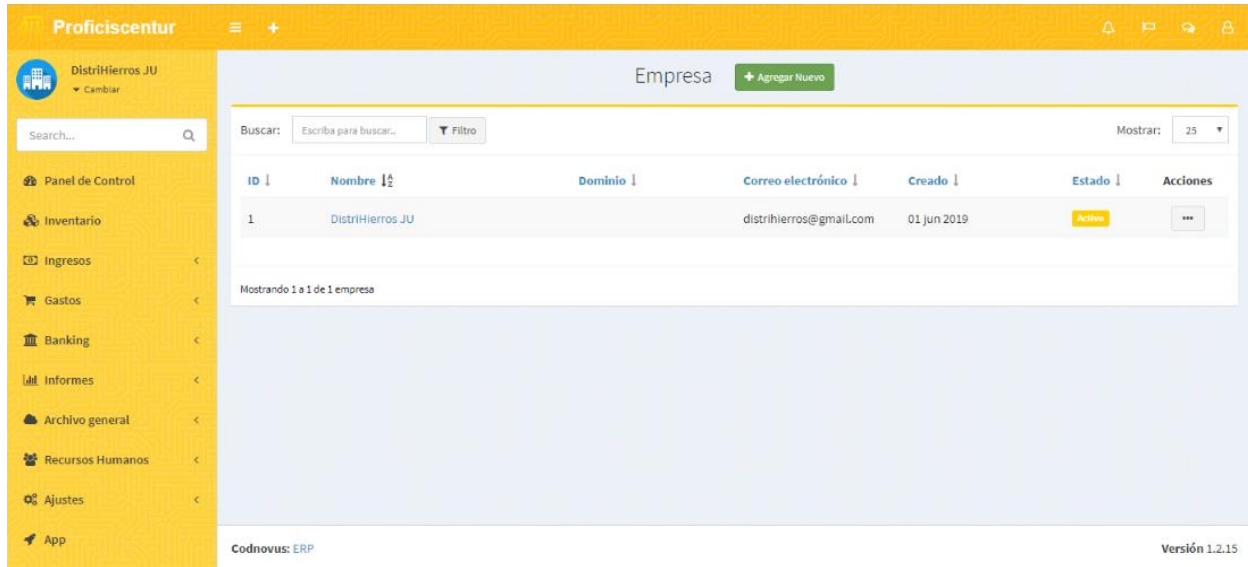 Proficiscentur
DistriHierros JU
Cambiar
Search...
Panel de Control
Inventario
Ingresos
Gastos
Banking
Informes
Archivo general
Recursos Humanos
Ajustes
App
Empresa + Agregar Nuevo
Buscar: Escriba para buscar.. Filtro Mostrar: 25
ID Nombre Dominio Correo electrónico Creado Estado Acciones
1 DistriHierros JU distrihierros@gmail.com 01 jun 2019 Activo
Mostrando 1 a 1 de 1 empresa
Codnovus: ERP Versión 1.2.15